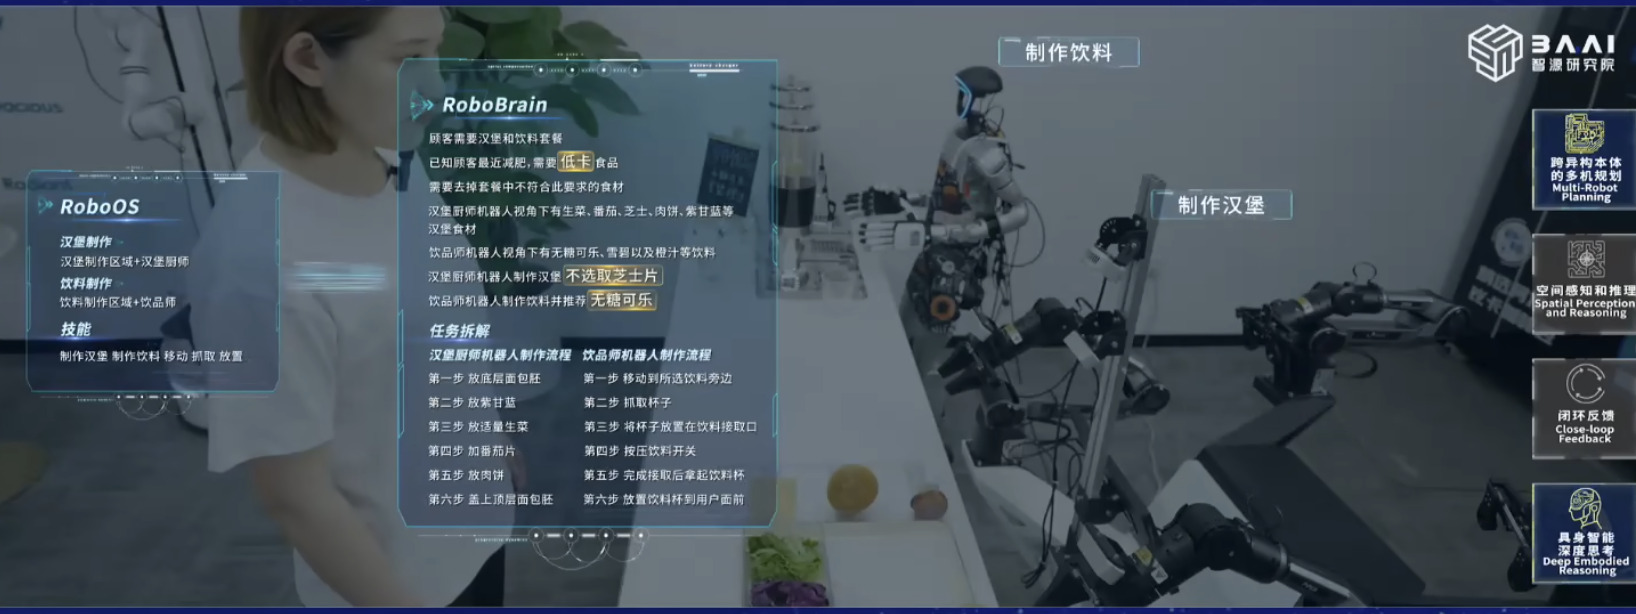 制作饮料
BAAI
智源研究院
RoboBrain
顾客需要汉堡和饮料套餐
已知顾客最近减肥,需要低卡食品
需要去掉套餐中不符合此要求的食材
汉堡厨师机器人视角下有生菜、番茄、芝士、肉饼、紫甘蓝等
汉堡食材
饮品师机器人视角下有无糖可乐、雪碧以及橙汁等饮料
汉堡厨师机器人制作汉堡 不选取芝士片
饮品师机器人制作饮料并推荐 无糖可乐
任务拆解
汉堡厨师机器人制作流程 饮品师机器人制作流程
第一步 放底层面包胚 第一步 移动到所选饮料旁边
第二步 放紫甘蓝 第二步 抓取杯子
第三步 放适量生菜 第三步 将杯子放置在饮料接取口
第四步 加番茄片 第四步 按压饮料开关
第五步 放肉饼 第五步 完成接取后拿起饮料杯
第六步 盖上顶层面包胚 第六步 放置饮料杯到用户面前
RoboOS
汉堡制作
汉堡制作区域+汉堡厨师
饮料制作
饮料制作区域+饮品师
技能
制作汉堡 制作饮料 移动 抓取 放置
制作汉堡
跨异构本体
的多机规划
Multi-Robot
Planning
空间感知和推理
Spatial Perception
and Reasoning
闭环反馈
Close-loop
Feedback
具身智能
深度思考
Deep Embodied
Reasoning